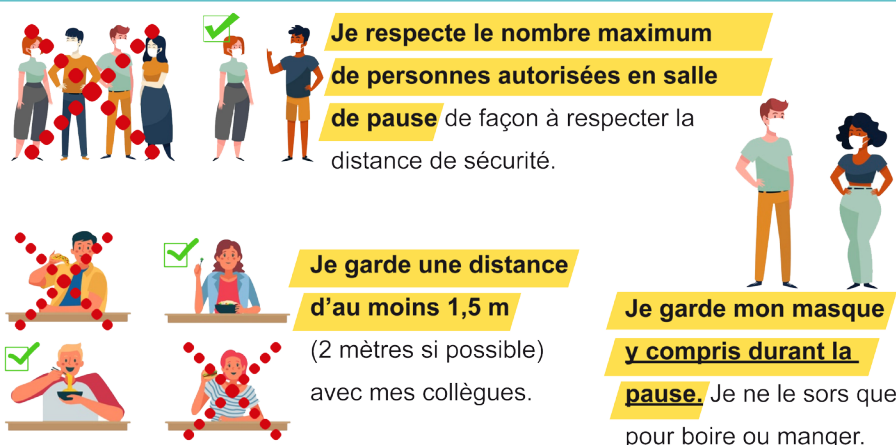 Je respecte le nombre maximum
de personnes autorisées en salle
de pause de façon à respecter la
distance de sécurité.
Je garde une distance
d'au moins 1,5 m
(2 mètres si possible)
avec mes collègues.
Je garde mon masque
y compris durant la
pause. Je ne le sors que
pour boire ou manger.